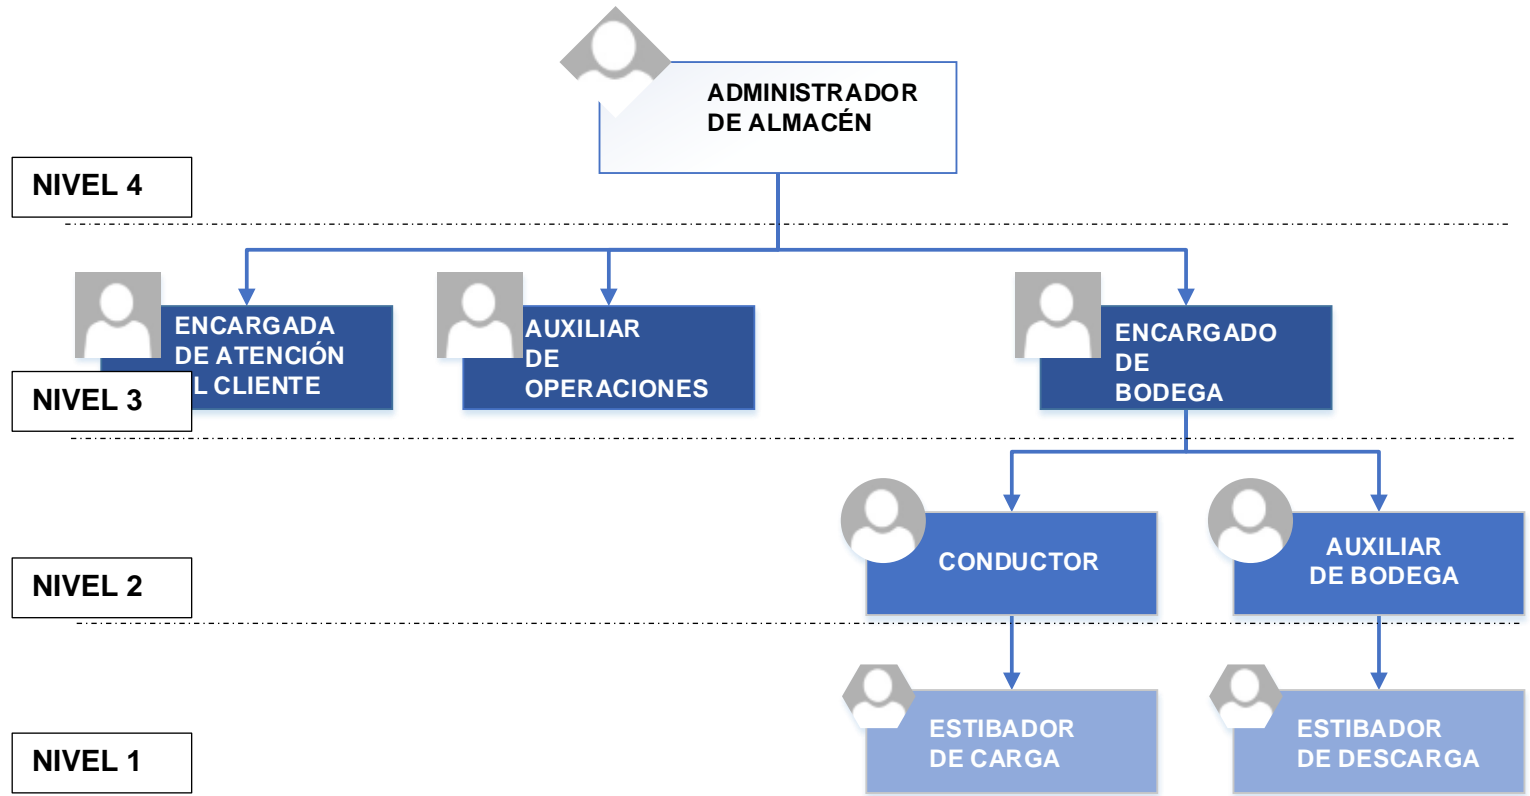 ADMINISTRADOR
DE ALMACÉN
NIVEL 4
ENCARGADA
DE ATENCIÓN
L CLIENTE
AUXILIAR
DE
OPERACIONES
ENCARGADO
DE
BODEGA
NIVEL 3
CONDUCTOR
AUXILIAR
DE BODEGA
NIVEL 2
ESTIBADOR
DE CARGA
ESTIBADOR
DE DESCARGA
NIVEL 1